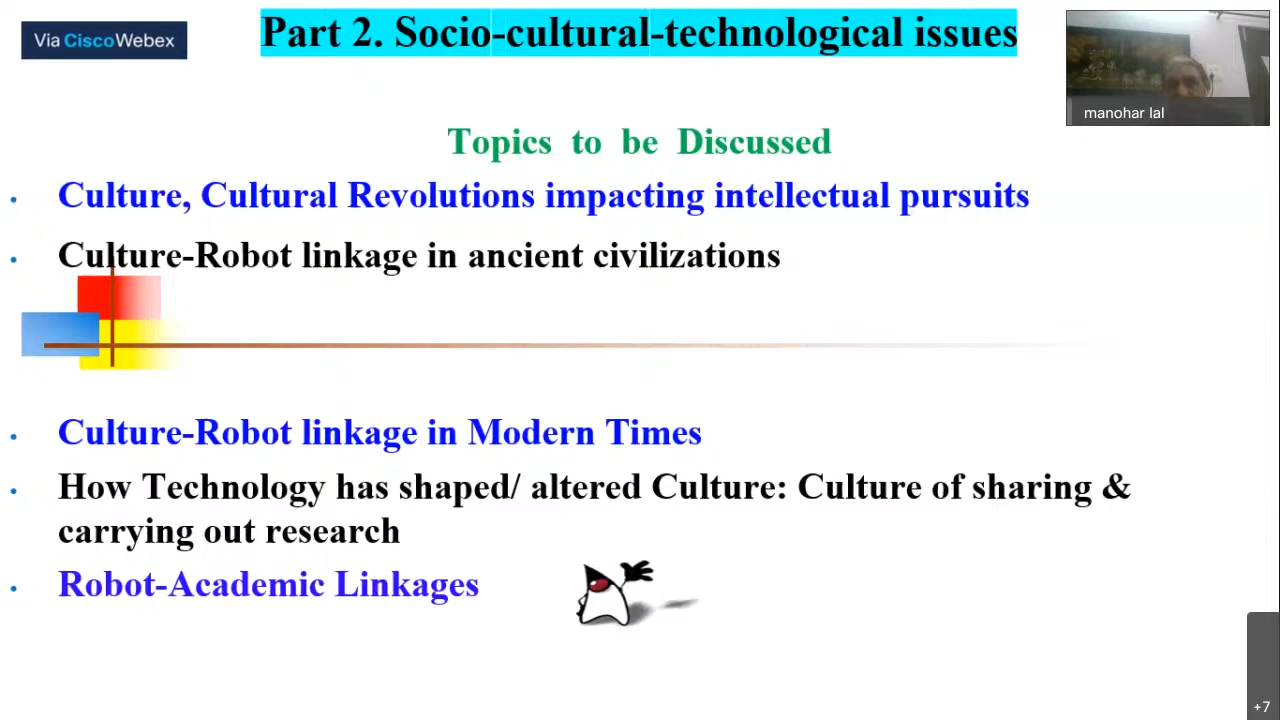 Via Cisco Webex
Part 2. Socio-cultural-technological issues
manohar lal
Topics to be Discussed
• Culture, Cultural Revolutions impacting intellectual pursuits
• Culture-Robot linkage in ancient civilizations
• Culture-Robot linkage in Modern Times
• How Technology has shaped/ altered Culture: Culture of sharing &
carrying out research
• Robot-Academic Linkages
+7